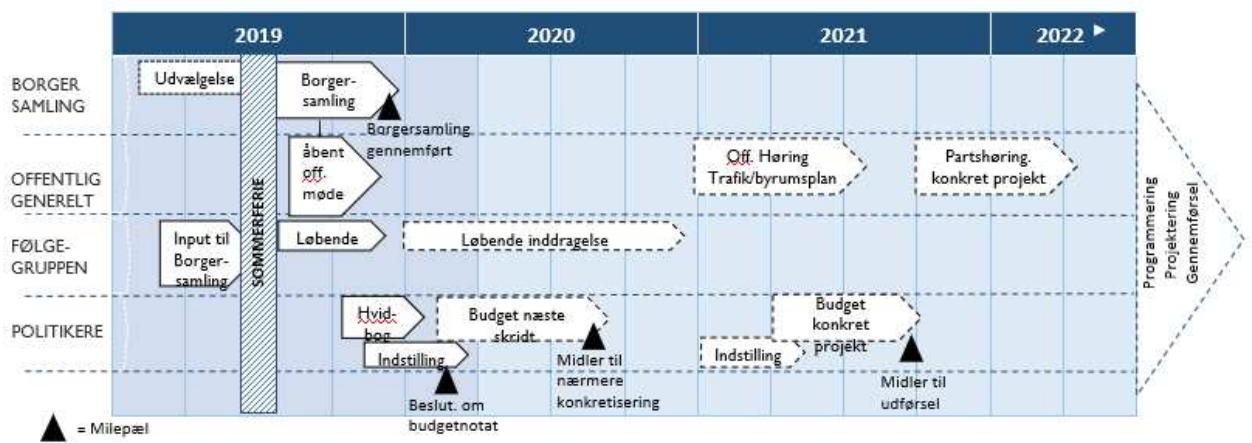 2019
2020
2021
2022
BORGER
SAMLING
Udvælgelse
Borger-
samling
Borgersamling
gennemført
OFFENTLIG
GENERELT
åbent
off.
møde
Off. Høring
Trafik/byrumsplan
Partshøring.
konkret projekt
SOMMERFERIE
FØLGE-
GRUPPEN
Input til
Borger-
samling
Løbende
Løbende inddragelse
POLITIKERE
Hvid-
bog
Indstilling
Budget næste
skridt
Indstilling
Budget
konkret
projekt
Beslut. om
budgetnotat
Midler til
nærmere
konkretisering
Midler til
udførsel
Programmering
Projektering
Gennemførsel
= Milepæl